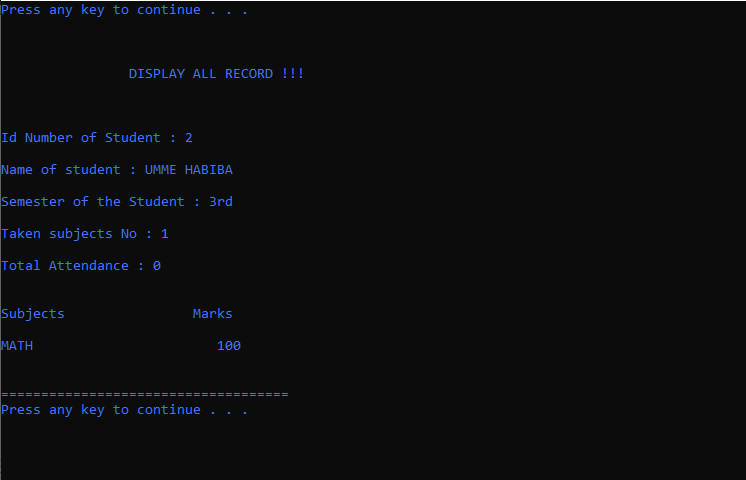 Press any key to continue . . .
DISPLAY ALL RECORD !!!
Id Number of Student : 2
Name of student : UMME HABIBA
Semester of the Student : 3rd
Taken subjects No : 1
Total Attendance : 0
Subjects Marks
MATH 100
====================================
Press any key to continue . . .